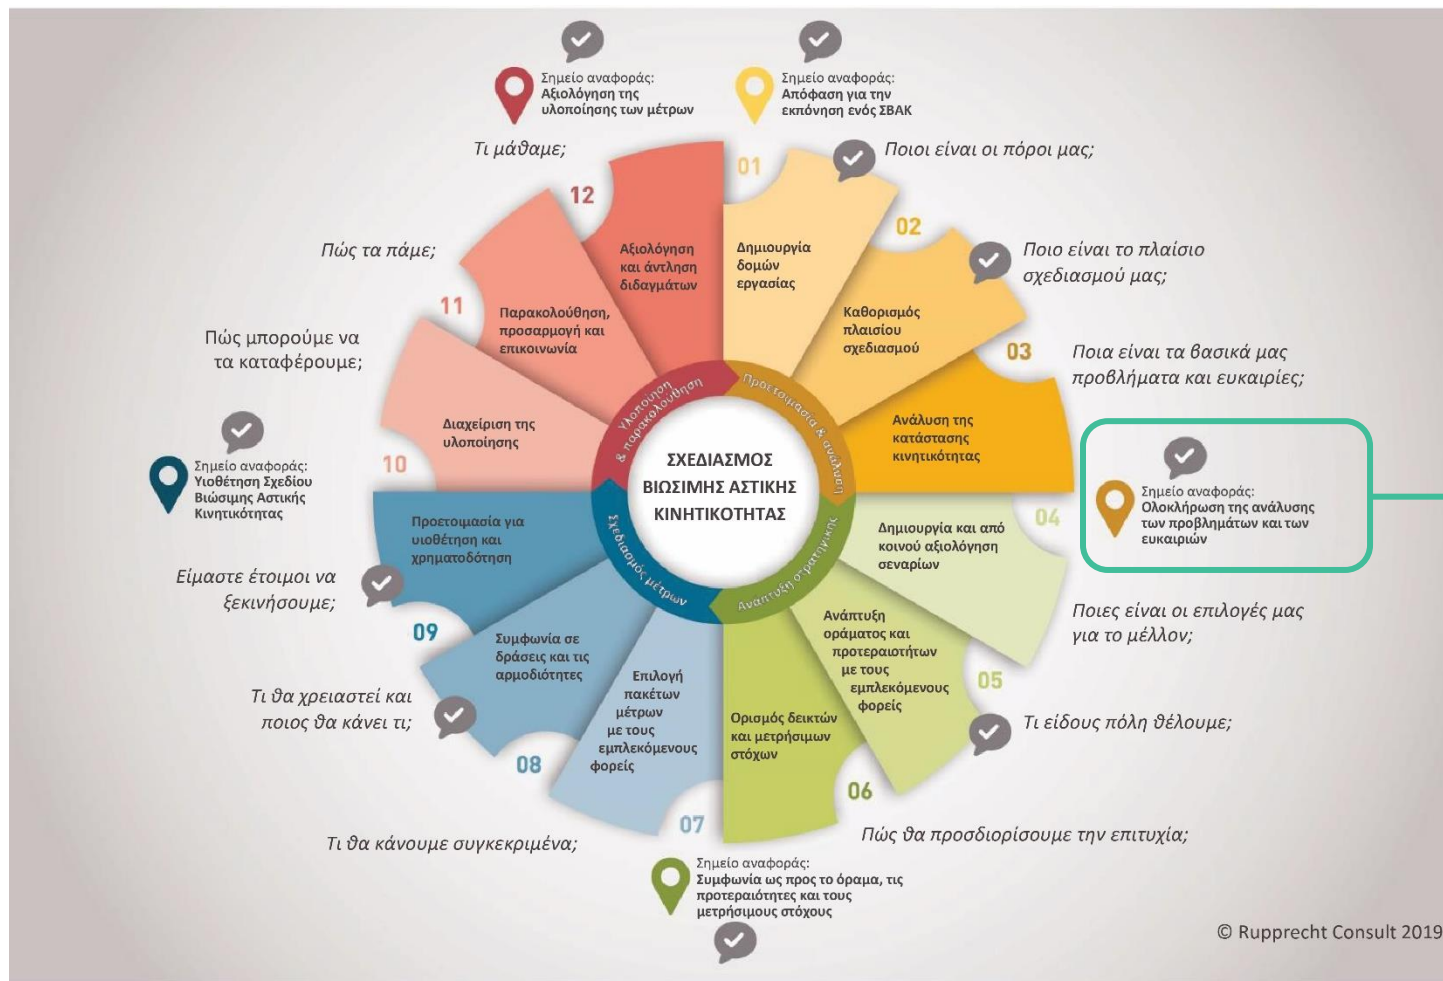 Σημείο αναφοράς:
Αξιολόγηση της
υλοποίησης των μέτρων
Σημείο αναφοράς:
Απόφαση για την
εκπόνηση ενός ΣΒΑΚ
Τι μάθαμε;
Ποιοι είναι οι πόροι μας;
01
Δημιουργία
δομών
εργασίας
02
Καθορισμός
πλαισίου
σχεδιασμού
Ποιο είναι το πλαίσιο
σχεδιασμού μας;
03
Ανάλυση της
κατάστασης
κινητικότητας
Ποια είναι τα βασικά μας
προβλήματα και ευκαιρίες;
Σημείο αναφοράς:
Ολοκλήρωση της ανάλυσης
των προβλημάτων και των
ευκαιριών
04
Δημιουργία και από
κοινού αξιολόγηση
σεναρίων
Ποιες είναι οι επιλογές μας
για το μέλλον;
05
Ανάπτυξη
οράματος και
προτεραιοτήτων
με τους
εμπλεκόμενους
φορείς
Τι είδους πόλη θέλουμε;
06
Ορισμός δεικτών
και μετρήσιμων
στόχων
Πώς θα προσδιορίσουμε την επιτυχία;
Σημείο αναφοράς:
Συμφωνία ως προς το όραμα, τις
προτεραιότητες και τους
μετρήσιμους στόχους
07
Επιλογή
πακέτων
μέτρων
με τους
εμπλεκόμενους
φορείς
Τι θα κάνουμε συγκεκριμένα;
08
Συμφωνία σε
δράσεις και τις
αρμοδιότητες
Τι θα χρειαστεί και
ποιος θα κάνει τι;
09
Προετοιμασία για
υιοθέτηση και
χρηματοδότηση
Είμαστε έτοιμοι να
ξεκινήσουμε;
Σημείο αναφοράς:
Υιοθέτηση Σχεδίου
Βιώσιμης Αστικής
Κινητικότητας
10
Διαχείριση της
υλοποίησης
Πώς μπορούμε να
τα καταφέρουμε;
11
Παρακολούθηση,
προσαρμογή και
επικοινωνία
Πώς τα πάμε;
12
Αξιολόγηση
και άντληση
διδαγμάτων
Υλοποίηση
& παρακολούθηση
Προετοιμασία & ανάλυση
Ανάπτυξη στρατηγικής
Σχεδιασμός μέτρων
ΣΧΕΔΙΑΣΜΟΣ
ΒΙΩΣΙΜΗΣ ΑΣΤΙΚΗΣ
ΚΙΝΗΤΙΚΟΤΗΤΑΣ
© Rupprecht Consult 2019